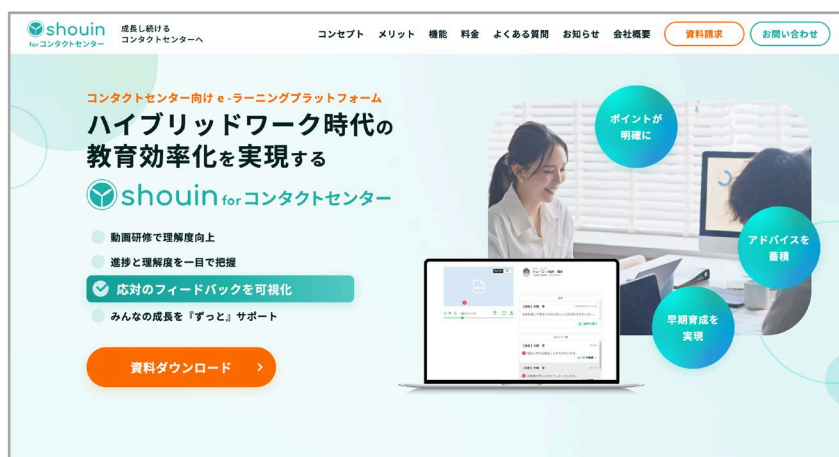 shouin
for コンタクトセンター
成長し続ける
コンタクトセンターへ
コンセプト メリット 機能 料金 よくある質問 お知らせ 会社概要 資料請求 お問い合わせ
コンタクトセンター向け e -ラーニングプラットフォーム
ハイブリッドワーク時代の
教育効率化を実現する
shouin for コンタクトセンター
動画研修で理解度向上
進捗と理解度を一目で把握
応対のフィードバックを可視化
みんなの成長を『ずっと』サポート
資料ダウンロード
ポイントが
明確に
アドバイスを
蓄積
早期育成を
実現